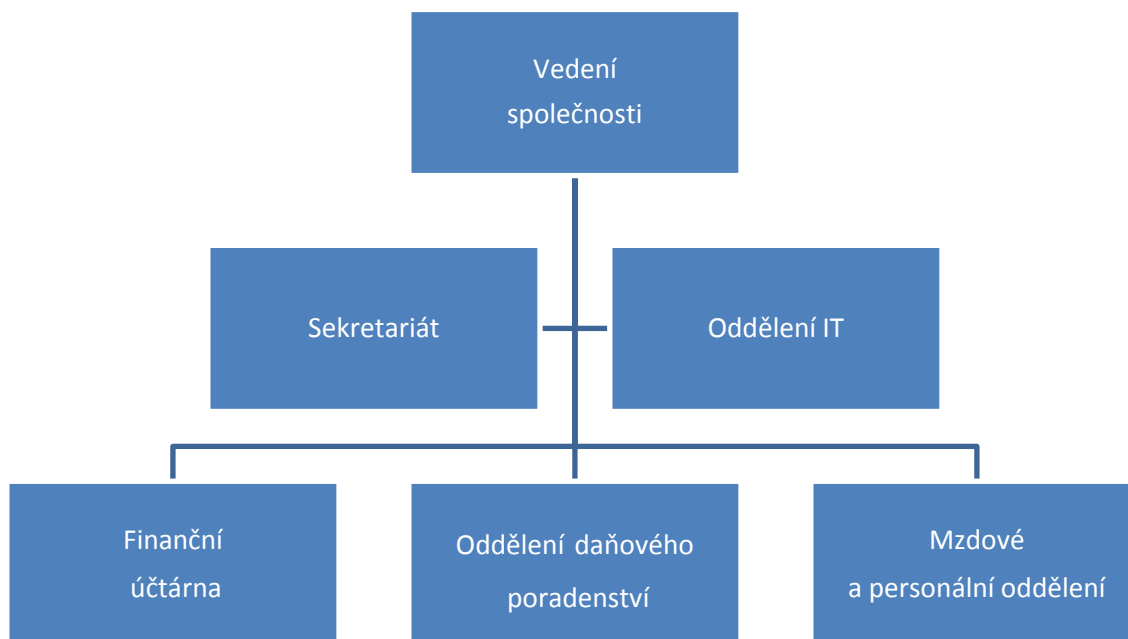 Vedení
společnosti
Sekretariát
Oddělení IT
Finanční
účtárna
Oddělení daňového
poradenství
Mzdové
a personální oddělení